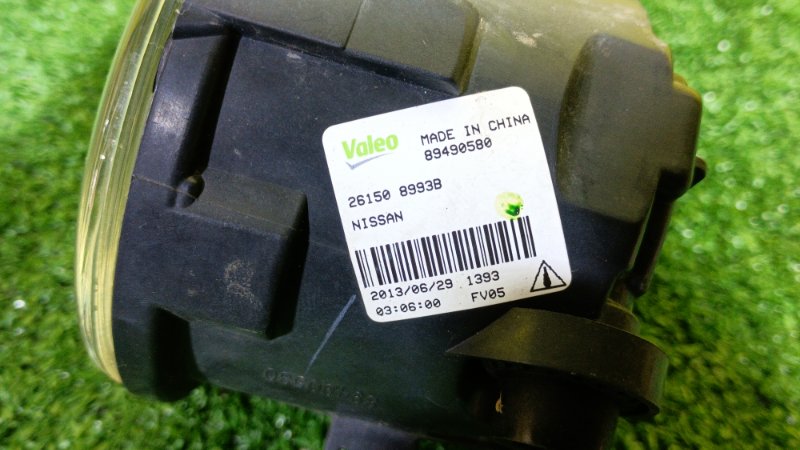 Valeo
MADE IN CHINA
89490580
26150 8993B
NISSAN
2013/06/29 1393
03:06:00 FV05